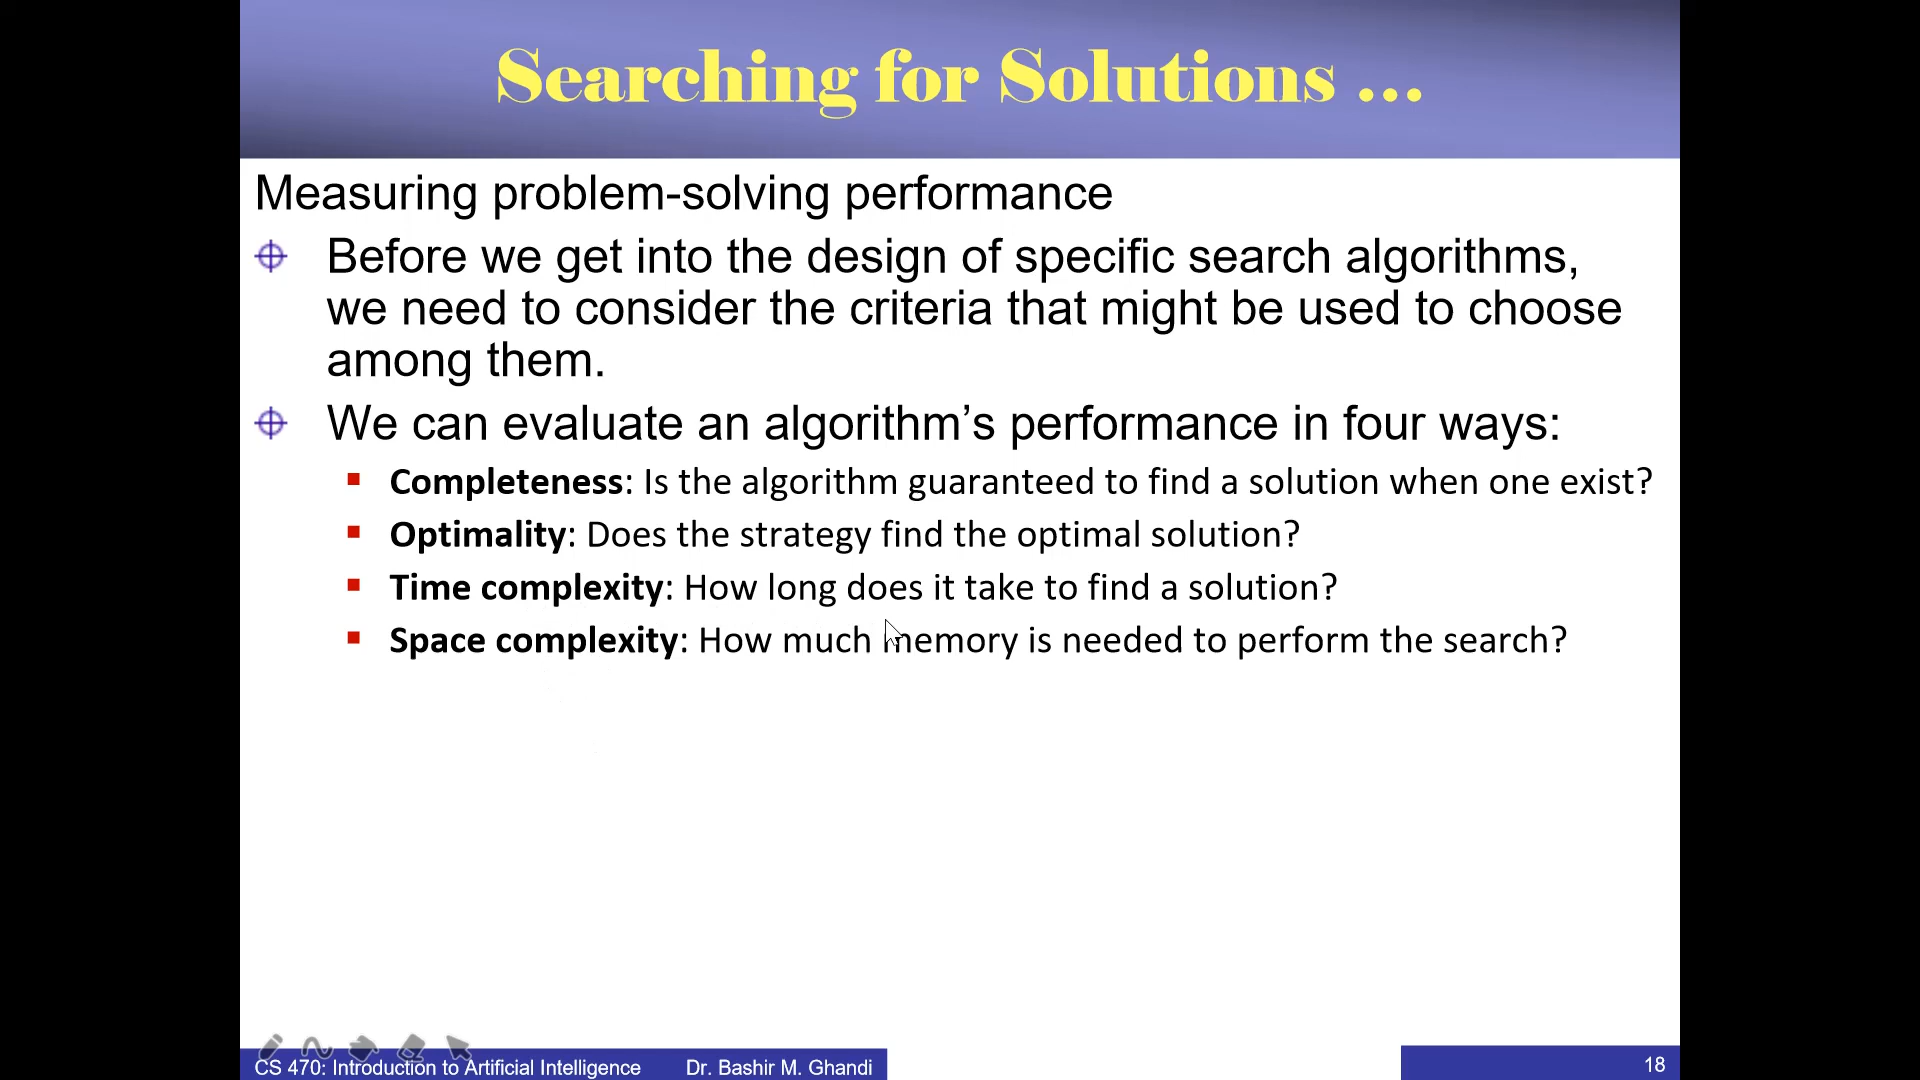 Searching for Solutions ...
Measuring problem-solving performance
Before we get into the design of specific search algorithms,
we need to consider the criteria that might be used to choose
among them.
We can evaluate an algorithm’s performance in four ways:
Completeness: Is the algorithm guaranteed to find a solution when one exist?
Optimality: Does the strategy find the optimal solution?
Time complexity: How long does it take to find a solution?
Space complexity: How much memory is needed to perform the search?
CS 470: Introduction to Artificial Intelligence Dr. Bashir M. Ghandi
18